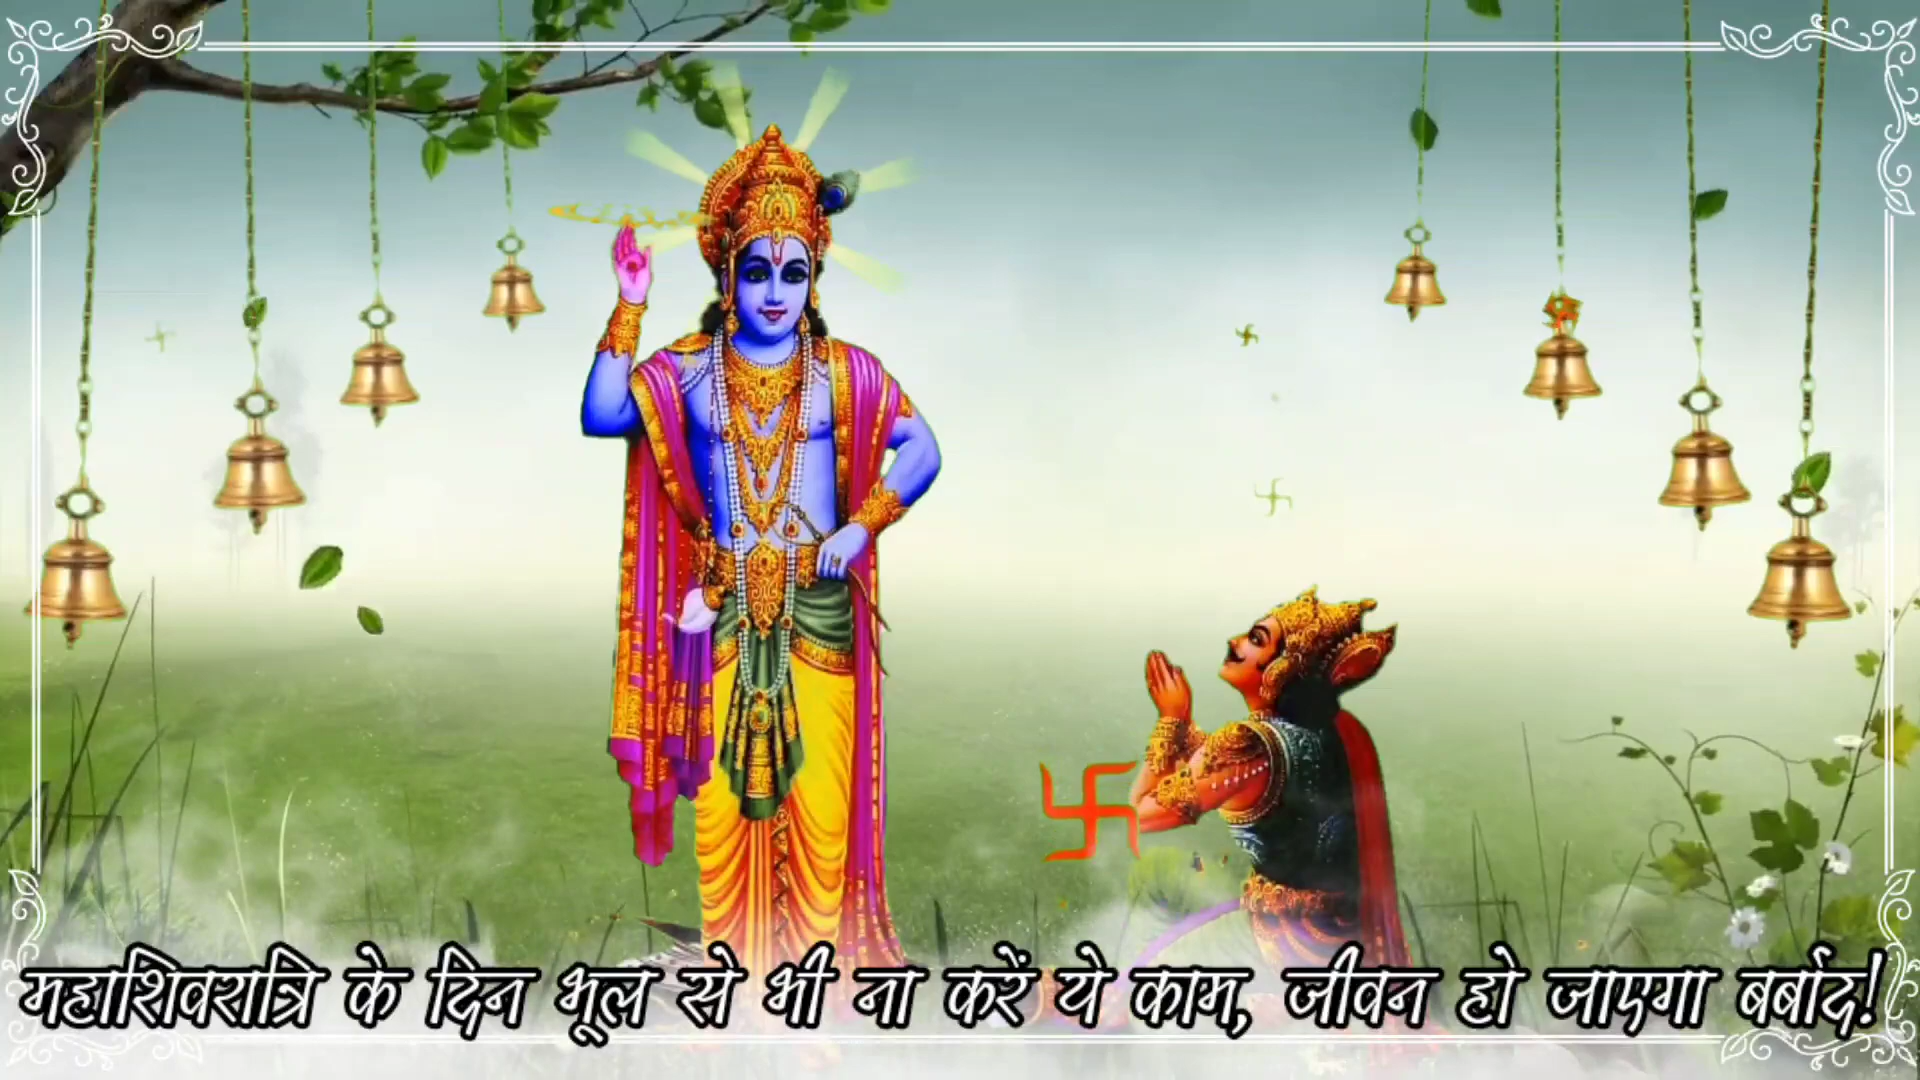 महाशिवरात्रि के दिन भूल से भी ना करें ये काम, जीवन हो जाएगा बर्बाद!